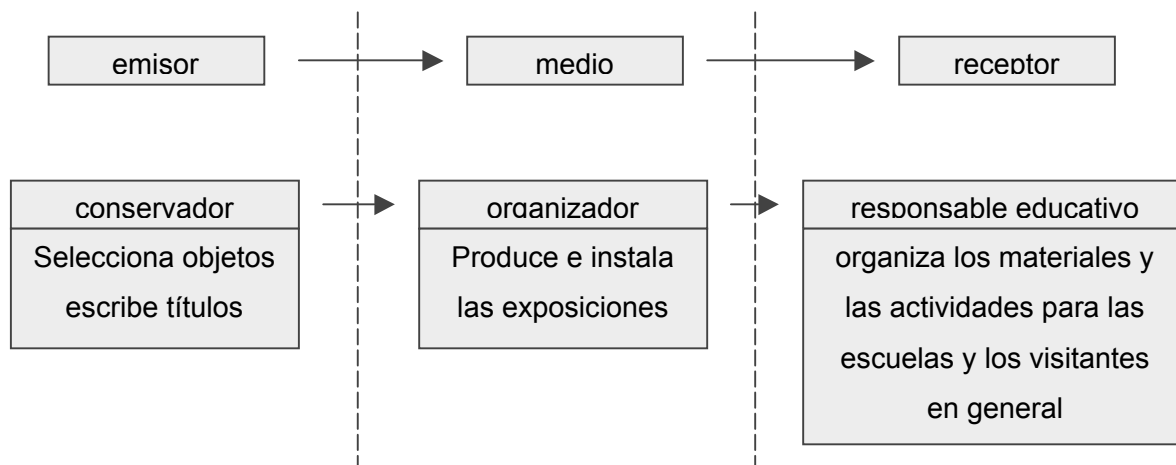 emisor
medio
receptor
conservador
Selecciona objetos
escribe títulos
organizador
Produce e instala
las exposiciones
responsable educativo
organiza los materiales y
las actividades para las
escuelas y los visitantes
en general